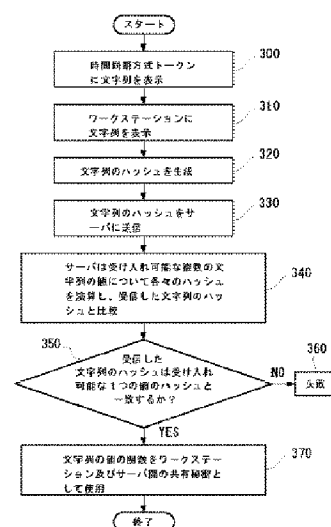 スタート
300
時間同期方式トークン
に文字列を表示
310
ワークステーションに
文字列を表示
320
文字列のハッシュを生成
330
文字列のハッシュをサ
ーバに送信
340
サーバは受け入れ可能な複数の文
字列の値について各々のハッシュ
を演算し、受信した文字列のハッ
シュと比較
350
受信した
文字列のハッシュは受け入れ
可能な1つの値のハッシュと
一致するか?
NO
360
失敗
YES
370
文字列の値の関数をワークステ
ーション及びサーバ間の共有秘密と
して使用
終了